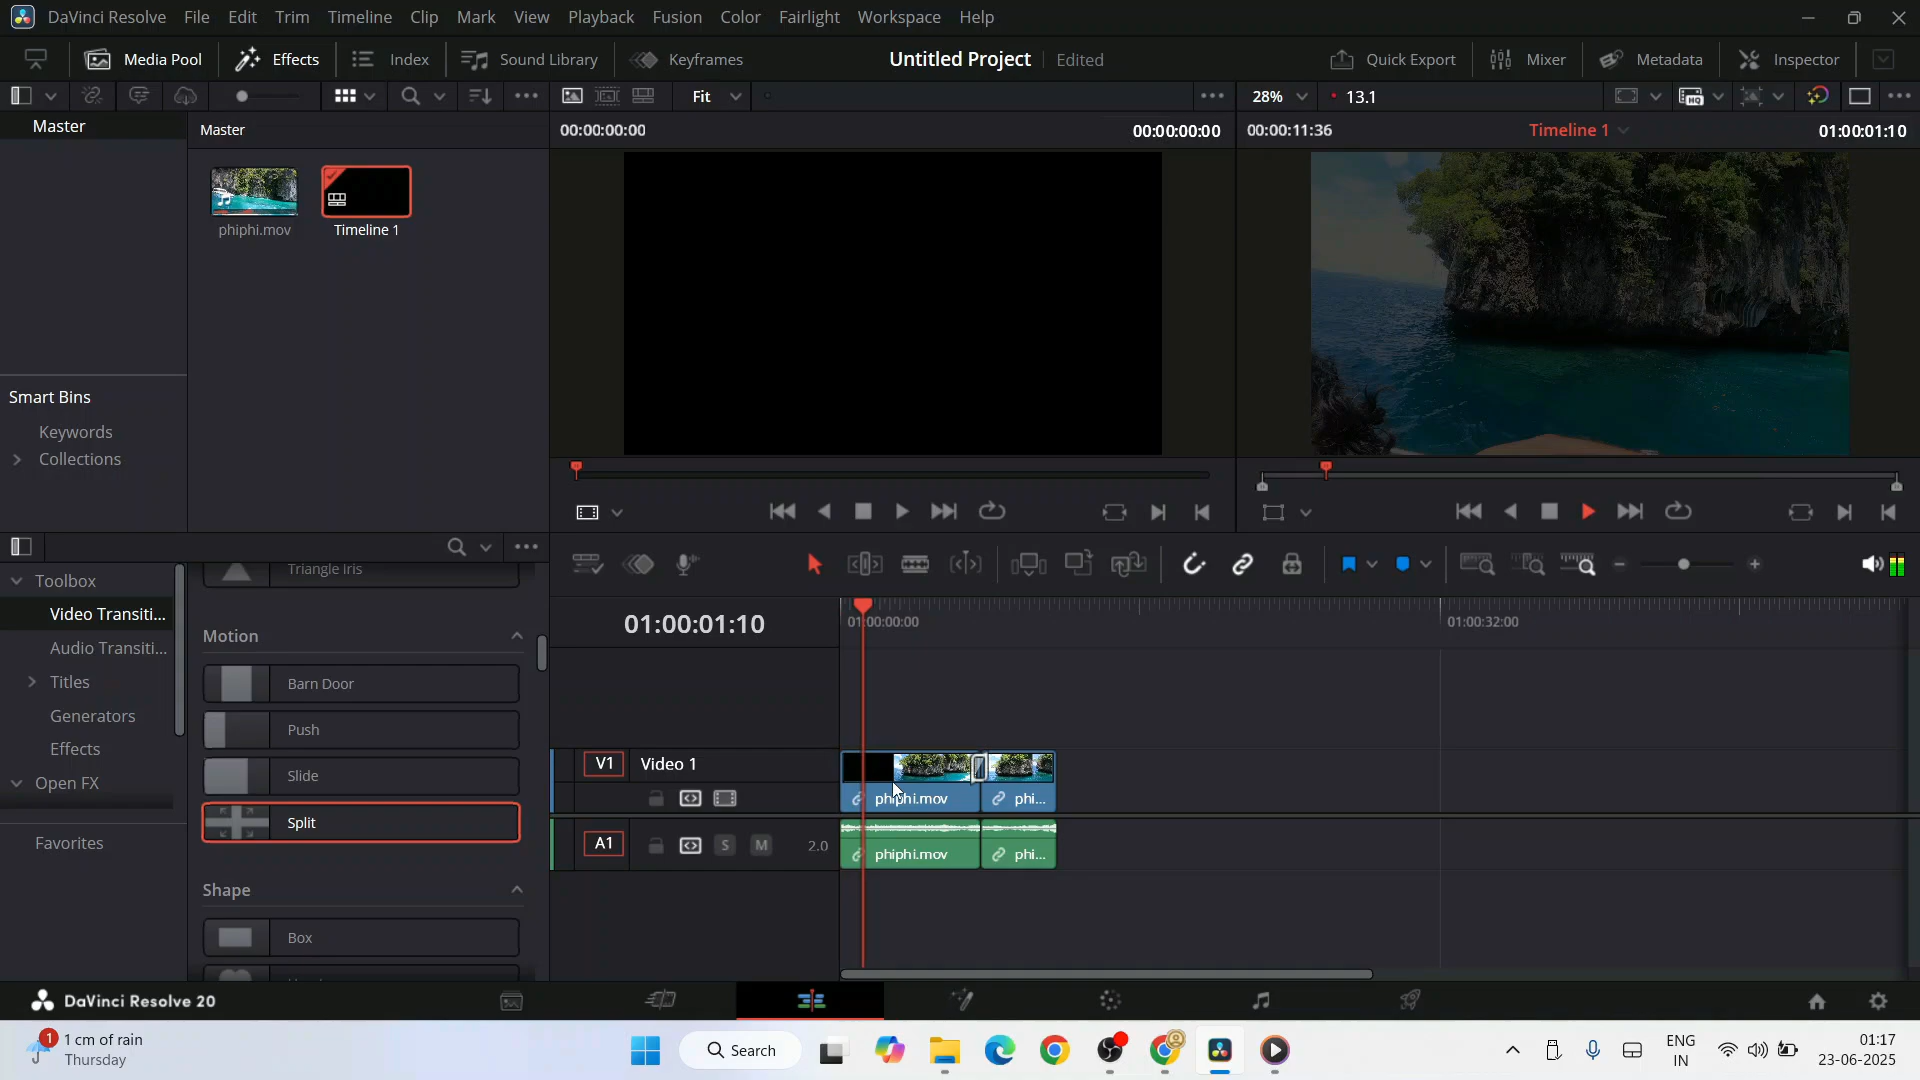 DaVinci Resolve File Edit Trim Timeline Clip Mark View Playback Fusion Color Fairlight Workspace Help
Media Pool Effects Index Sound Library Keyframes Untitled Project Edited Quick Export Mixer Metadata Inspector
Fit 28% 13.1 HQ
Master Master 00:00:00:00 00:00:00:00 00:00:11:36 Timeline 1 01:00:01:10
phiphi.mov Timeline 1
Smart Bins
Keywords
Collections
Toolbox Triangle Iris
Video Transiti... Motion 01:00:01:10 01:00:00:00 01:00:32:00
Audio Transiti...
Titles Barn Door
Generators Push
Effects Slide V1 Video 1
Open FX phiphi.mov phi...
Split
Favorites A1 S M 2.0 phiphi.mov phi...
Shape
Box
DaVinci Resolve 20
1 1 cm of rain Search ENG 01:17
Thursday IN 23-06-2025